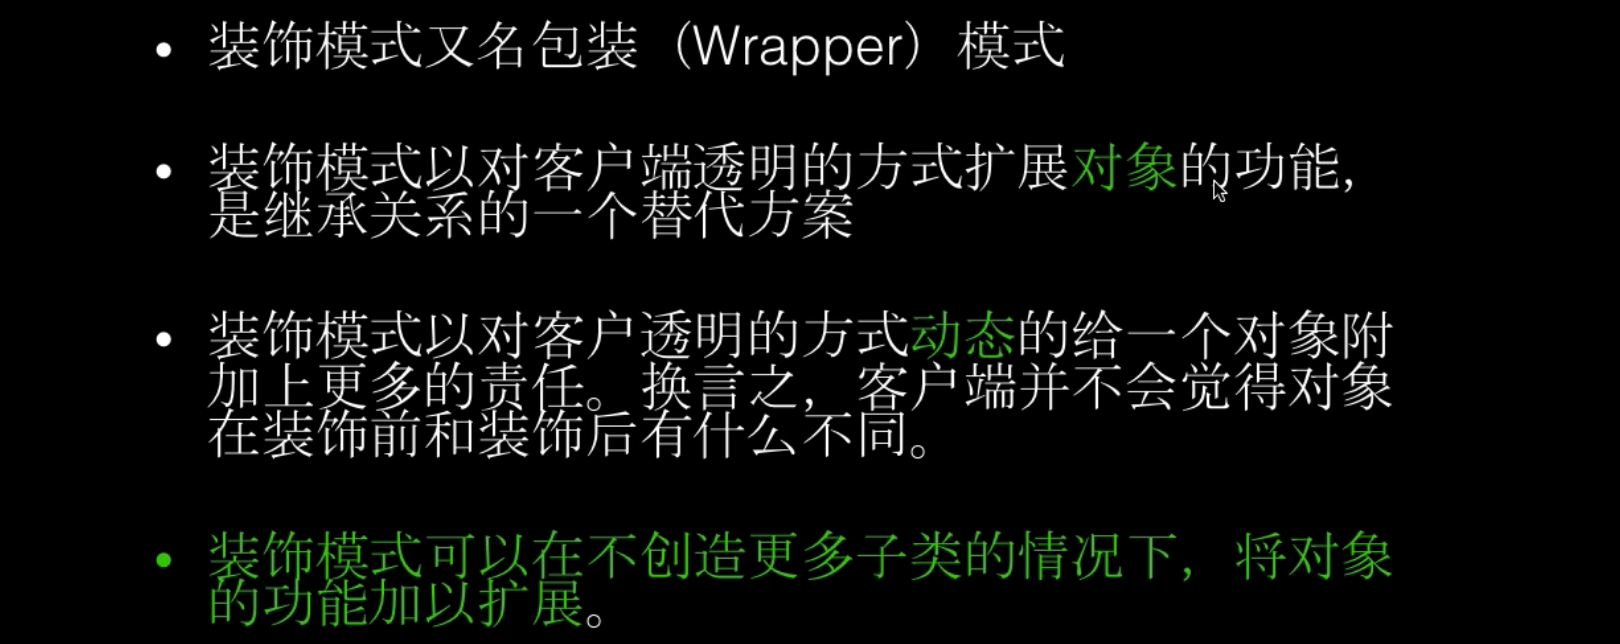 • 装饰模式又名包装（Wrapper）模式
• 装饰模式以对客户端透明的方式扩展对象的功能，
是继承关系的一个替代方案
• 装饰模式以对客户透明的方式动态的给一个对象附
加上更多的责任。换言之，客户端并不会觉得对象
在装饰前和装饰后有什么不同。
• 装饰模式可以在不创造更多子类的情况下，将对象
的功能加以扩展。